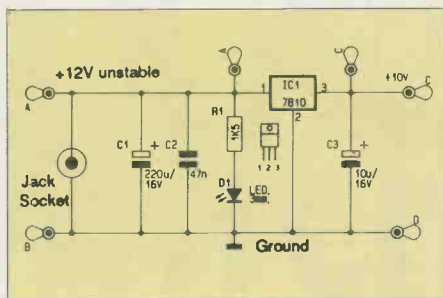 A
C
+12V unstable
+10V
A
C
1
IC1
7810
3
2
R1
1K5
C1
+
C2
C3
+
1 2 3
Jack
Socket
220u/
16V
47n
D1
LED
10u/
16V
B
Ground
D